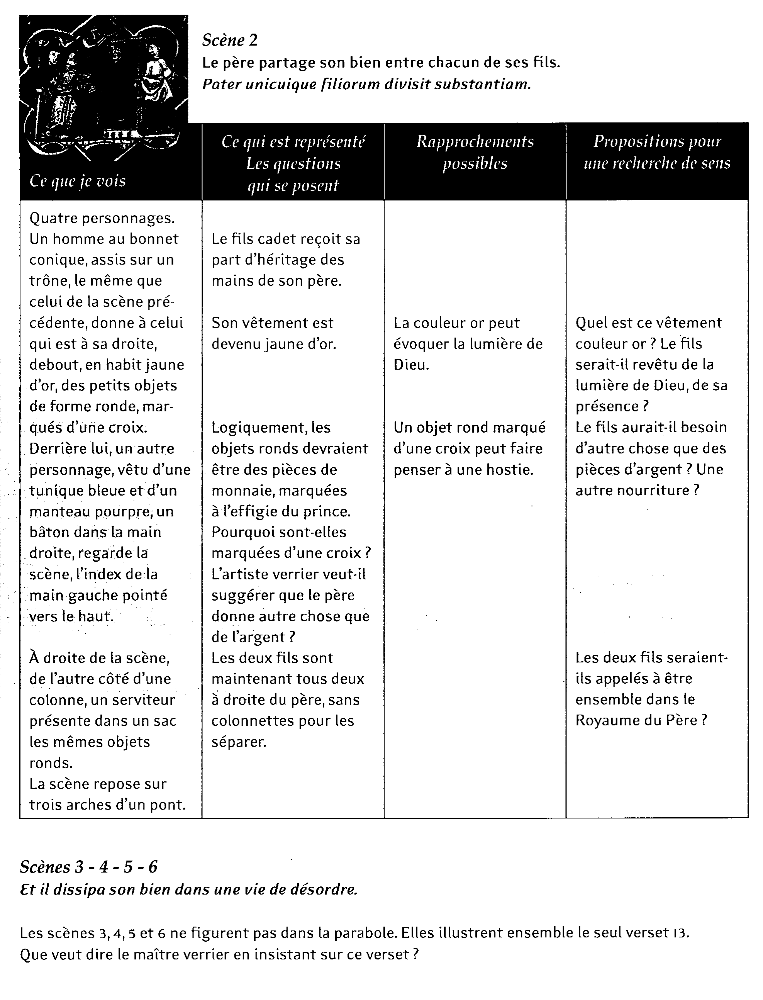 Scène 2
Le père partage son bien entre chacun de ses fils.
Pater unicuique filiorum divisit substantiam.
Ce que je vois
Ce qui est représenté
Les questions
qui se posent
Rapprochements
possibles
Propositions pour
une recherche de sens
Quatre personnages.
Un homme au bonnet
conique, assis sur un
trône, le même que
celui de la scène pré-
cédente, donne à celui
qui est à sa droite,
debout, en habit jaune
d'or, des petits objets
de forme ronde, mar-
qués d'une croix.
Derrière lui, un autre
personnage, vêtu d'une
tunique bleue et d'un
manteau pourpre, un
bâton dans la main
droite, regarde la
scène, l'index de la
main gauche pointé
vers le haut.
À droite de la scène,
de l'autre côté d'une
colonne, un serviteur
présente dans un sac
les mêmes objets
ronds.
La scène repose sur
trois arches d'un pont.
Le fils cadet reçoit sa
part d'héritage des
mains de son père.
Son vêtement est
devenu jaune d'or.
Logiquement, les
objets ronds devraient
être des pièces de
monnaie, marquées
à l'effigie du prince.
Pourquoi sont-elles
marquées d'une croix ?
L'artiste verrier veut-il
suggérer que le père
donne autre chose que
de l'argent ?
Les deux fils sont
maintenant tous deux
à droite du père, sans
colonnettes pour les
séparer.
La couleur or peut
évoquer la lumière de
Dieu.
Un objet rond marqué
d'une croix peut faire
penser à une hostie.
Quel est ce vêtement
couleur or ? Le fils
serait-il revêtu de la
lumière de Dieu, de sa
présence ?
Le fils aurait-il besoin
d'autre chose que des
pièces d'argent ? Une
autre nourriture ?
Les deux fils seraient-
ils appelés à être
ensemble dans le
Royaume du Père ?
Scènes 3 - 4 - 5 - 6
Et il dissipa son bien dans une vie de désordre.
Les scènes 3, 4, 5 et 6 ne figurent pas dans la parabole. Elles illustrent ensemble le seul verset 13.
Que veut dire le maître verrier en insistant sur ce verset ?